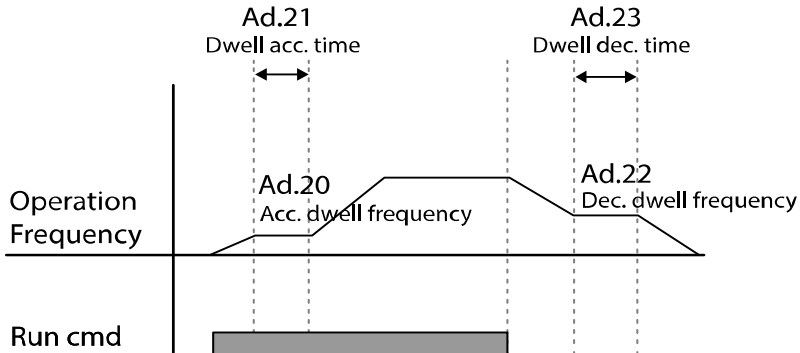 Ad.21
Dwell acc. time
Ad.23
Dwell dec. time
Ad.20
Acc. dwell frequency
Ad.22
Dec. dwell frequency
Operation
Frequency
Run cmd